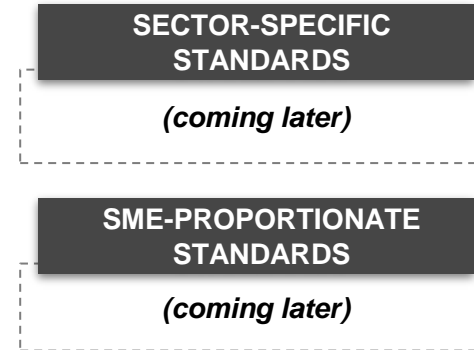 SECTOR-SPECIFIC
STANDARDS
(coming later)
SME-PROPORTIONATE
STANDARDS
(coming later)